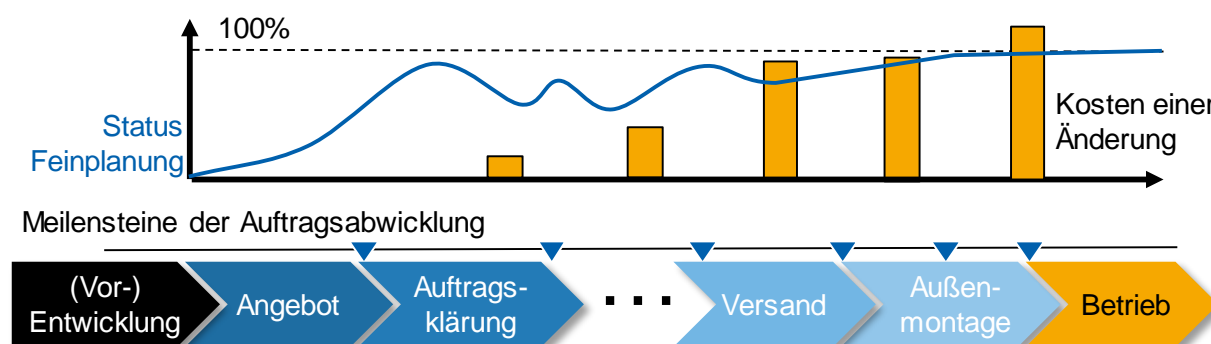 100%
Status
Feinplanung
Kosten einer
Änderung
Meilensteine der Auftragsabwicklung
(Vor-)
Entwicklung
Angebot
Auftrags-
klärung
...
Versand
Außen-
montage
Betrieb